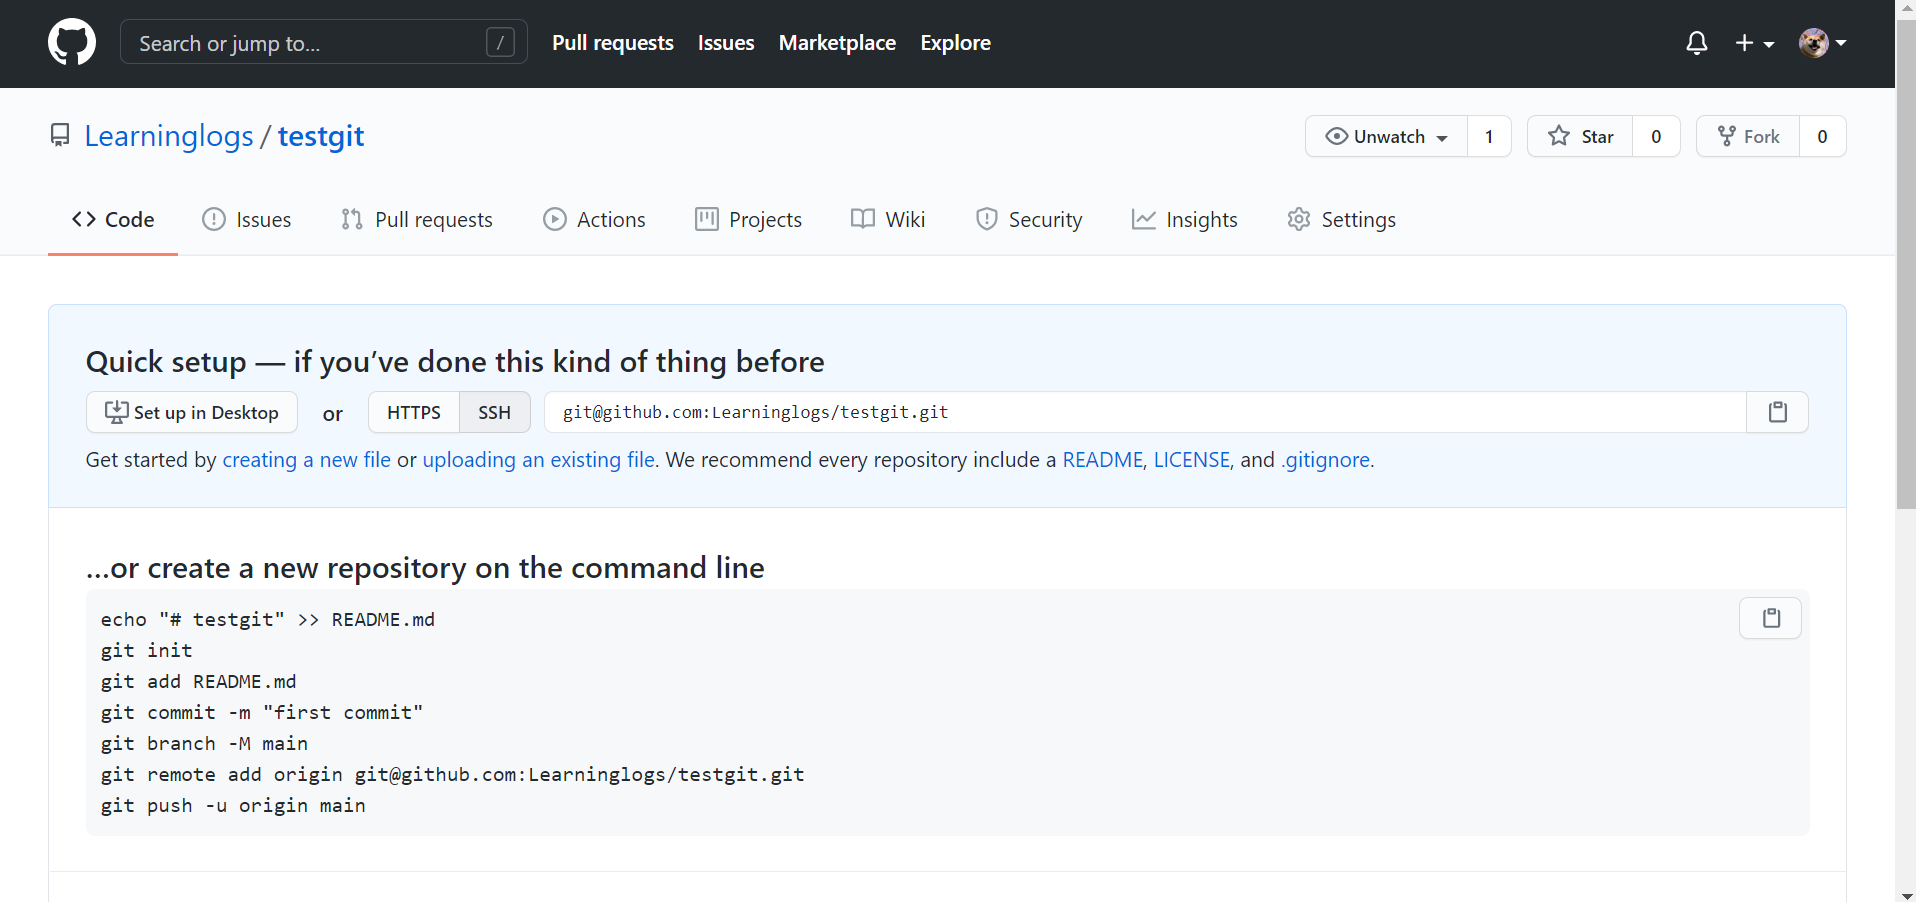 Search or jump to... /
Pull requests Issues Marketplace Explore
Learninglogs / testgit
Unwatch 1 Star 0 Fork 0
Code Issues Pull requests Actions Projects Wiki Security Insights Settings
Quick setup — if you’ve done this kind of thing before
Set up in Desktop or HTTPS SSH git@github.com:Learninglogs/testgit.git
Get started by creating a new file or uploading an existing file. We recommend every repository include a README, LICENSE, and .gitignore.
…or create a new repository on the command line
echo "# testgit" >> README.md
git init
git add README.md
git commit -m "first commit"
git branch -M main
git remote add origin git@github.com:Learninglogs/testgit.git
git push -u origin main